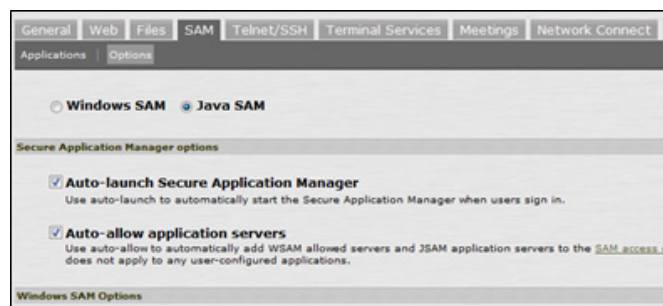 General Web Files SAM Telnet/SSH Terminal Services Meetings Network Connect
Applications | Options
Windows SAM Java SAM
Secure Application Manager options
Auto-launch Secure Application Manager
Use auto-launch to automatically start the Secure Application Manager when users sign in.
Auto-allow application servers
Use auto-allow to automatically add WSAM allowed servers and JSAM application servers to the SAM access
does not apply to any user-configured applications.
Windows SAM Options